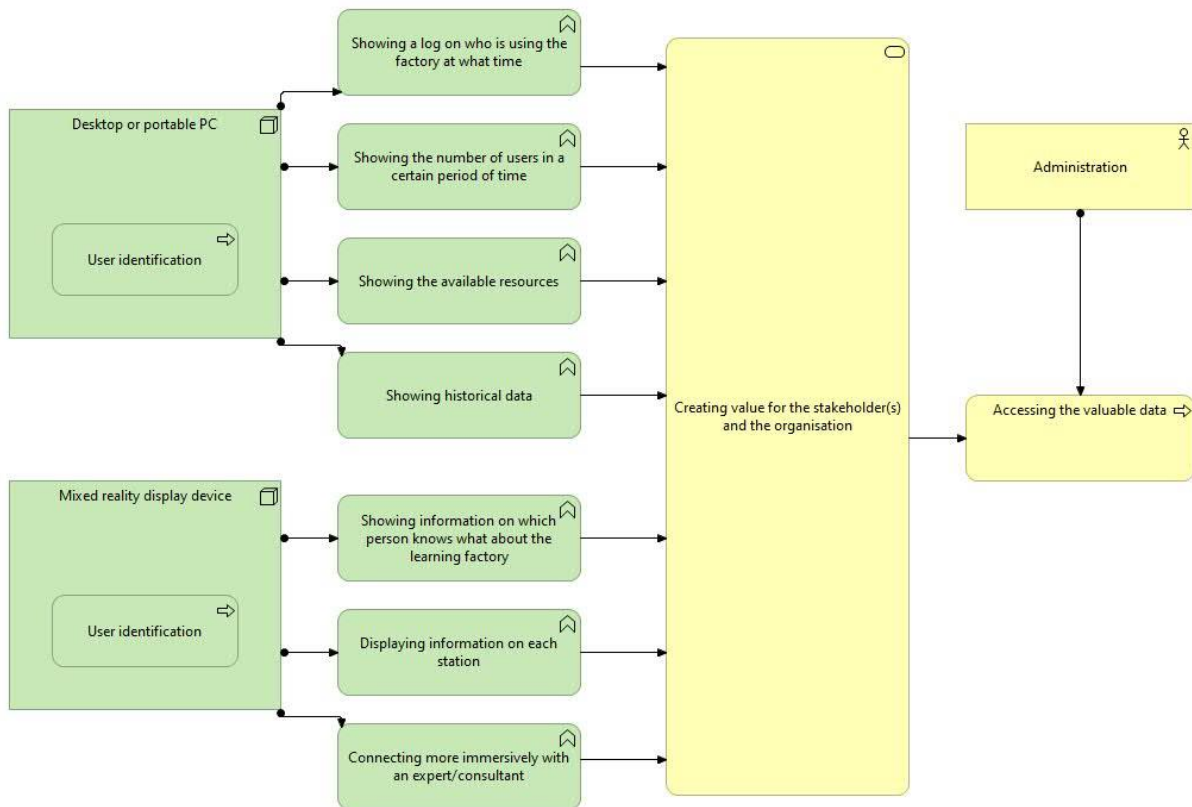 Showing a log on who is using the
factory at what time
Desktop or portable PC
User identification
Showing the number of users in a
certain period of time
Showing the available resources
Showing historical data
Mixed reality display device
User identification
Showing information on which
person knows what about the
learning factory
Displaying information on each
station
Connecting more immersively with
an expert/consultant
Creating value for the stakeholder(s)
and the organisation
Administration
Accessing the valuable data